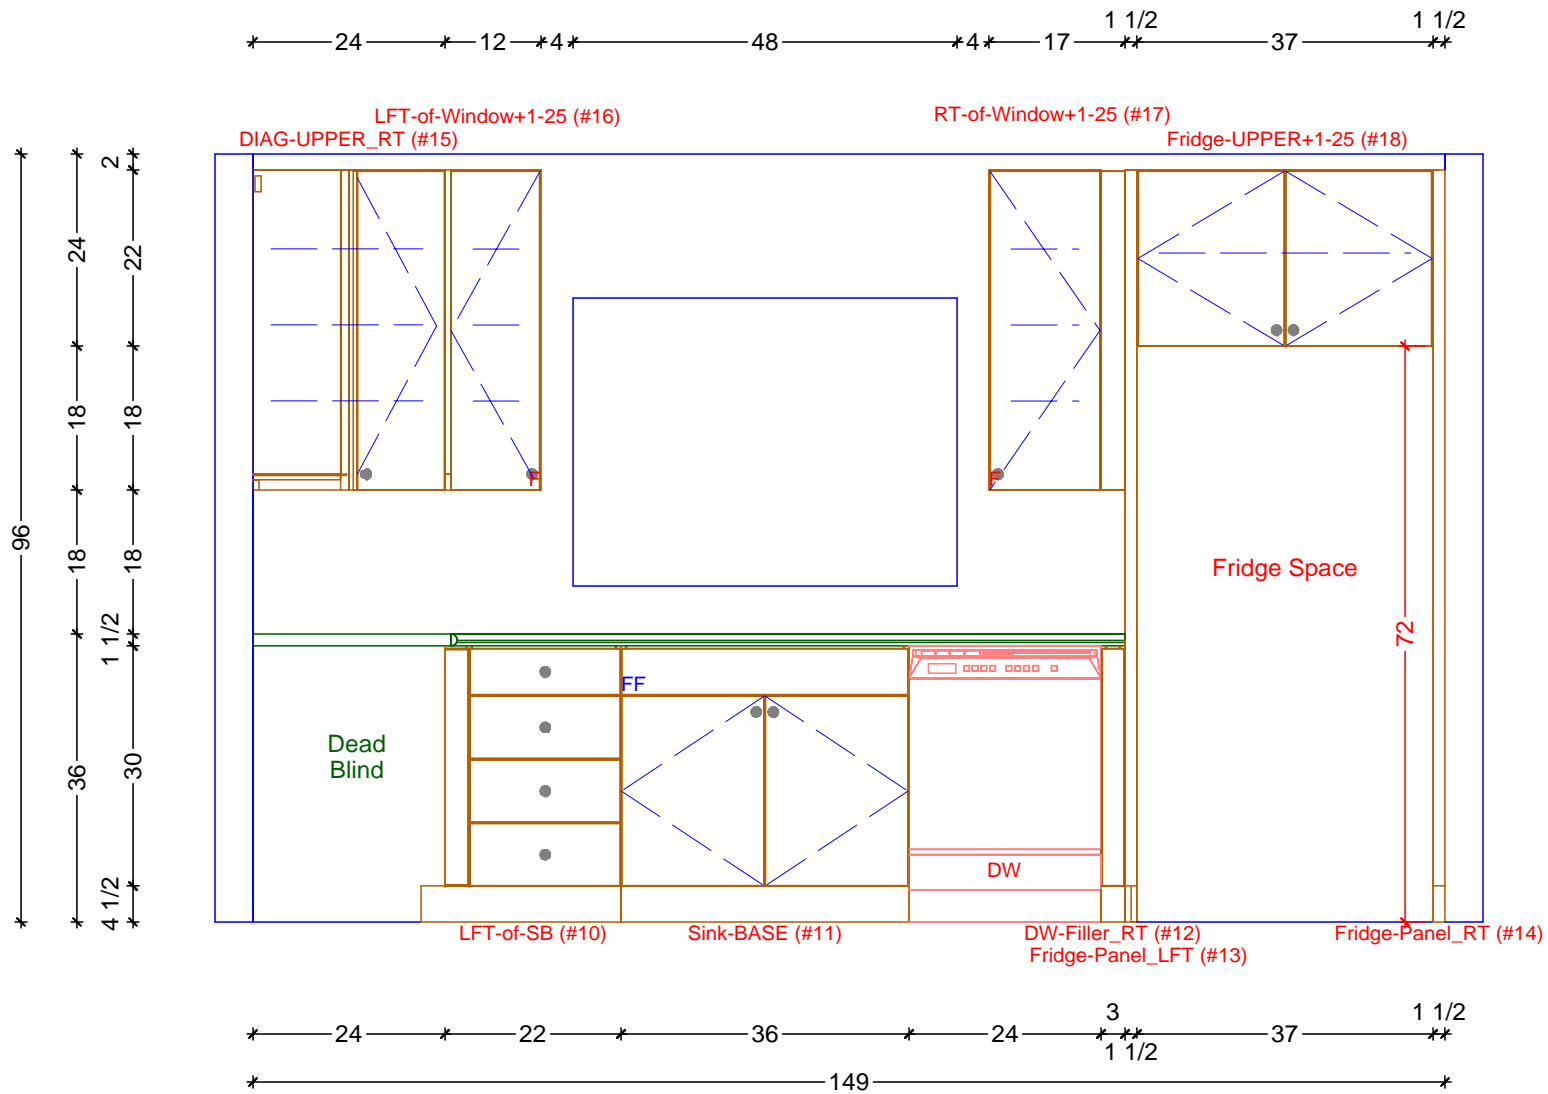 1 1/2 1 1/2
24 12 4 48 4 17 37
LFT-of-Window+1-25 (#16) RT-of-Window+1-25 (#17)
DIAG-UPPER_RT (#15) Fridge-UPPER+1-25 (#18)
2
24 22
18 18
F F
96
18 18
Fridge Space
1 1/2
72
FF
Dead
Blind
36 30
DW
4 1/2
LFT-of-SB (#10) Sink-BASE (#11) DW-Filler_RT (#12) Fridge-Panel_RT (#14)
Fridge-Panel_LFT (#13)
3 1 1/2
24 22 36 24 37
1 1/2
149